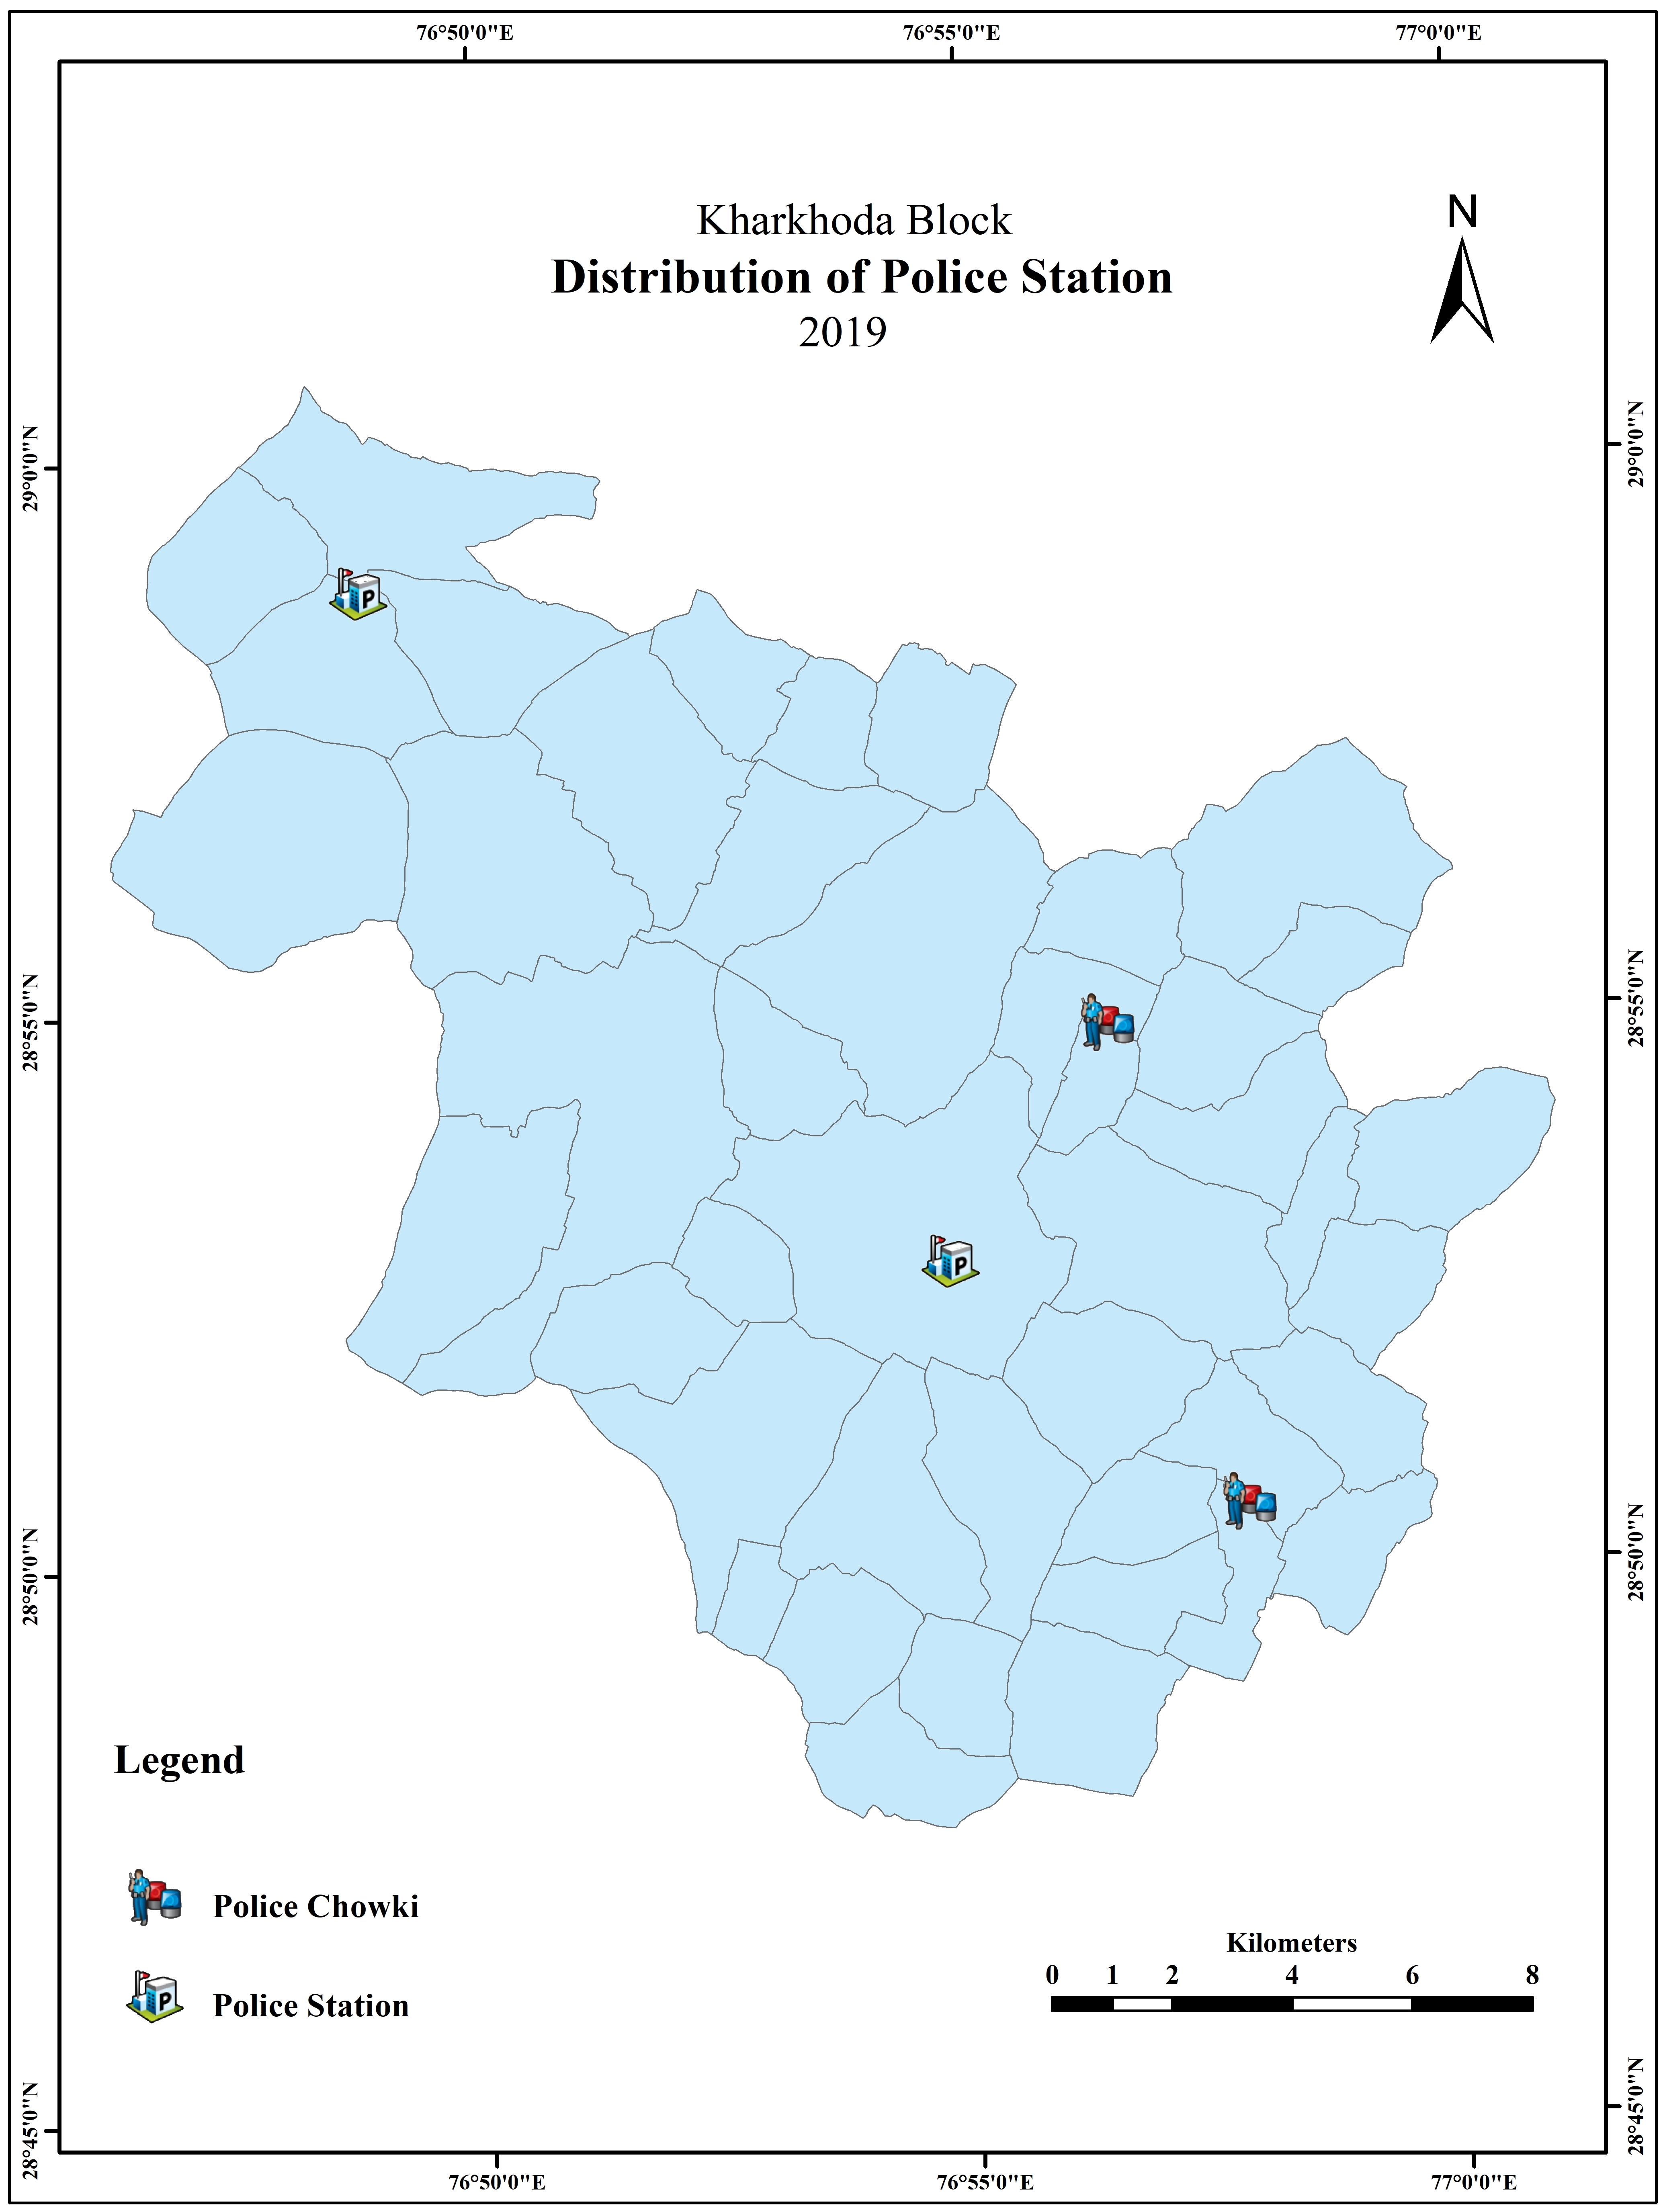 76°50'0"E 76°55'0"E 77°0'0"E
Kharkhoda Block
Distribution of Police Station
2019
N
29°0'0"N 29°0'0"N
28°55'0"N 28°55'0"N
28°50'0"N 28°50'0"N
28°45'0"N 28°45'0"N
P
P
Legend
Police Chowki
P
Police Station
Kilometers
0 1 2 4 6 8
76°50'0"E 76°55'0"E 77°0'0"E